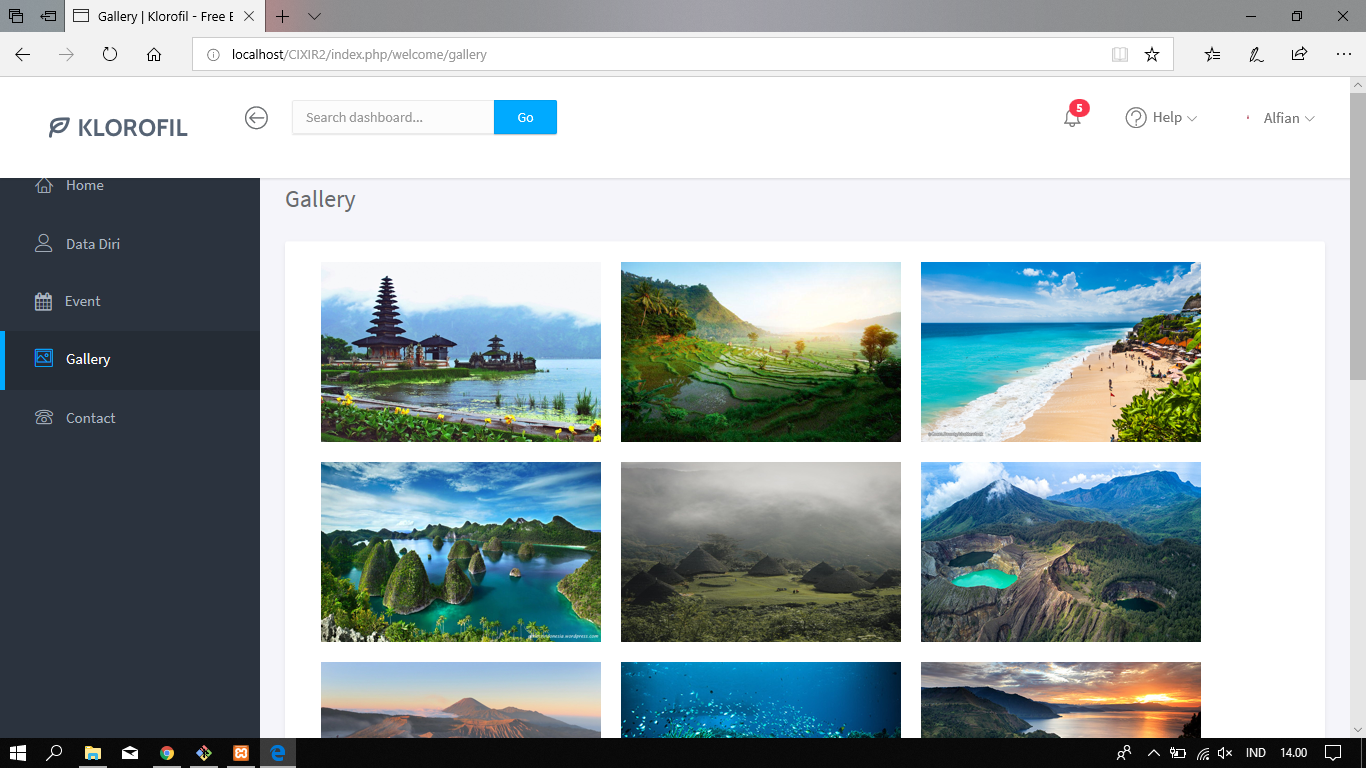 Gallery | Klorofil - Free E
localhost/CIXIR2/index.php/welcome/gallery
KLOROFIL
Search dashboard...
Go
5
Help
Alfian
Home
Data Diri
Event
Gallery
Contact
Gallery
IND
14.00